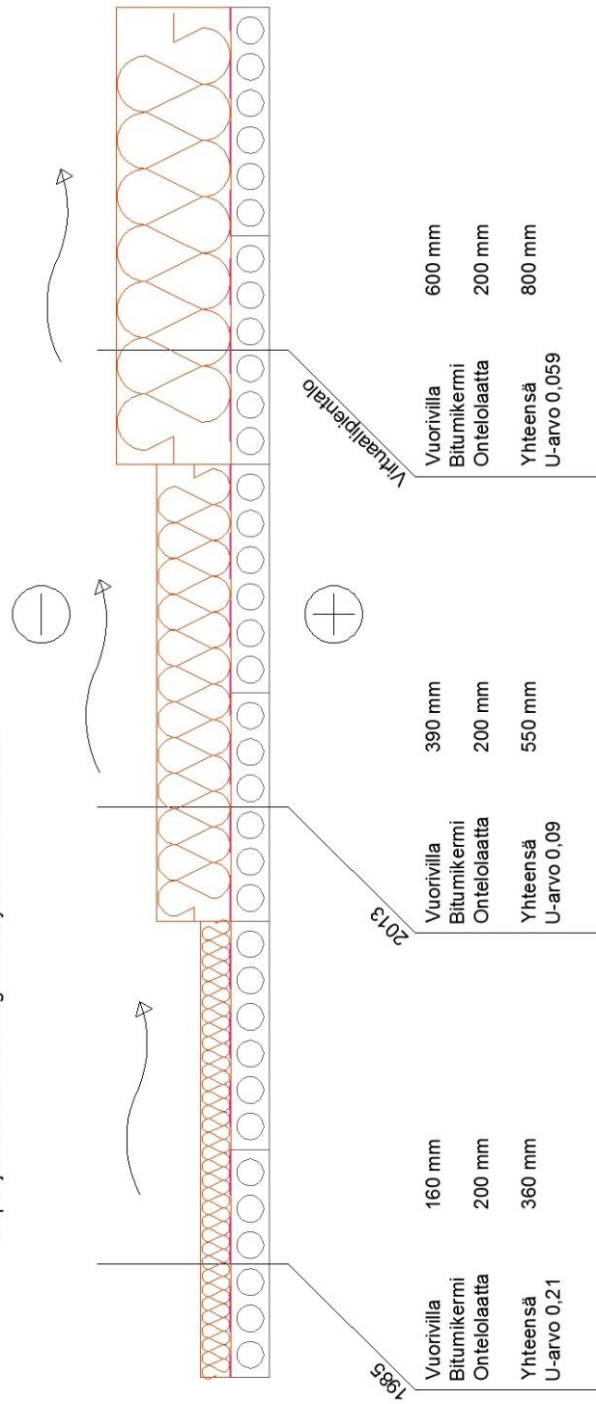 1985
Vuorivilla 160 mm
Bitumikermi
Ontelolaatta 200 mm
Yhteensä 360 mm
U-arvo 0,21
2013
Vuorivilla 390 mm
Bitumikermi
Ontelolaatta 200 mm
Yhteensä 550 mm
U-arvo 0,09
Virtuaalipientalo
Vuorivilla 600 mm
Bitumikermi
Ontelolaatta 200 mm
Yhteensä 800 mm
U-arvo 0,059